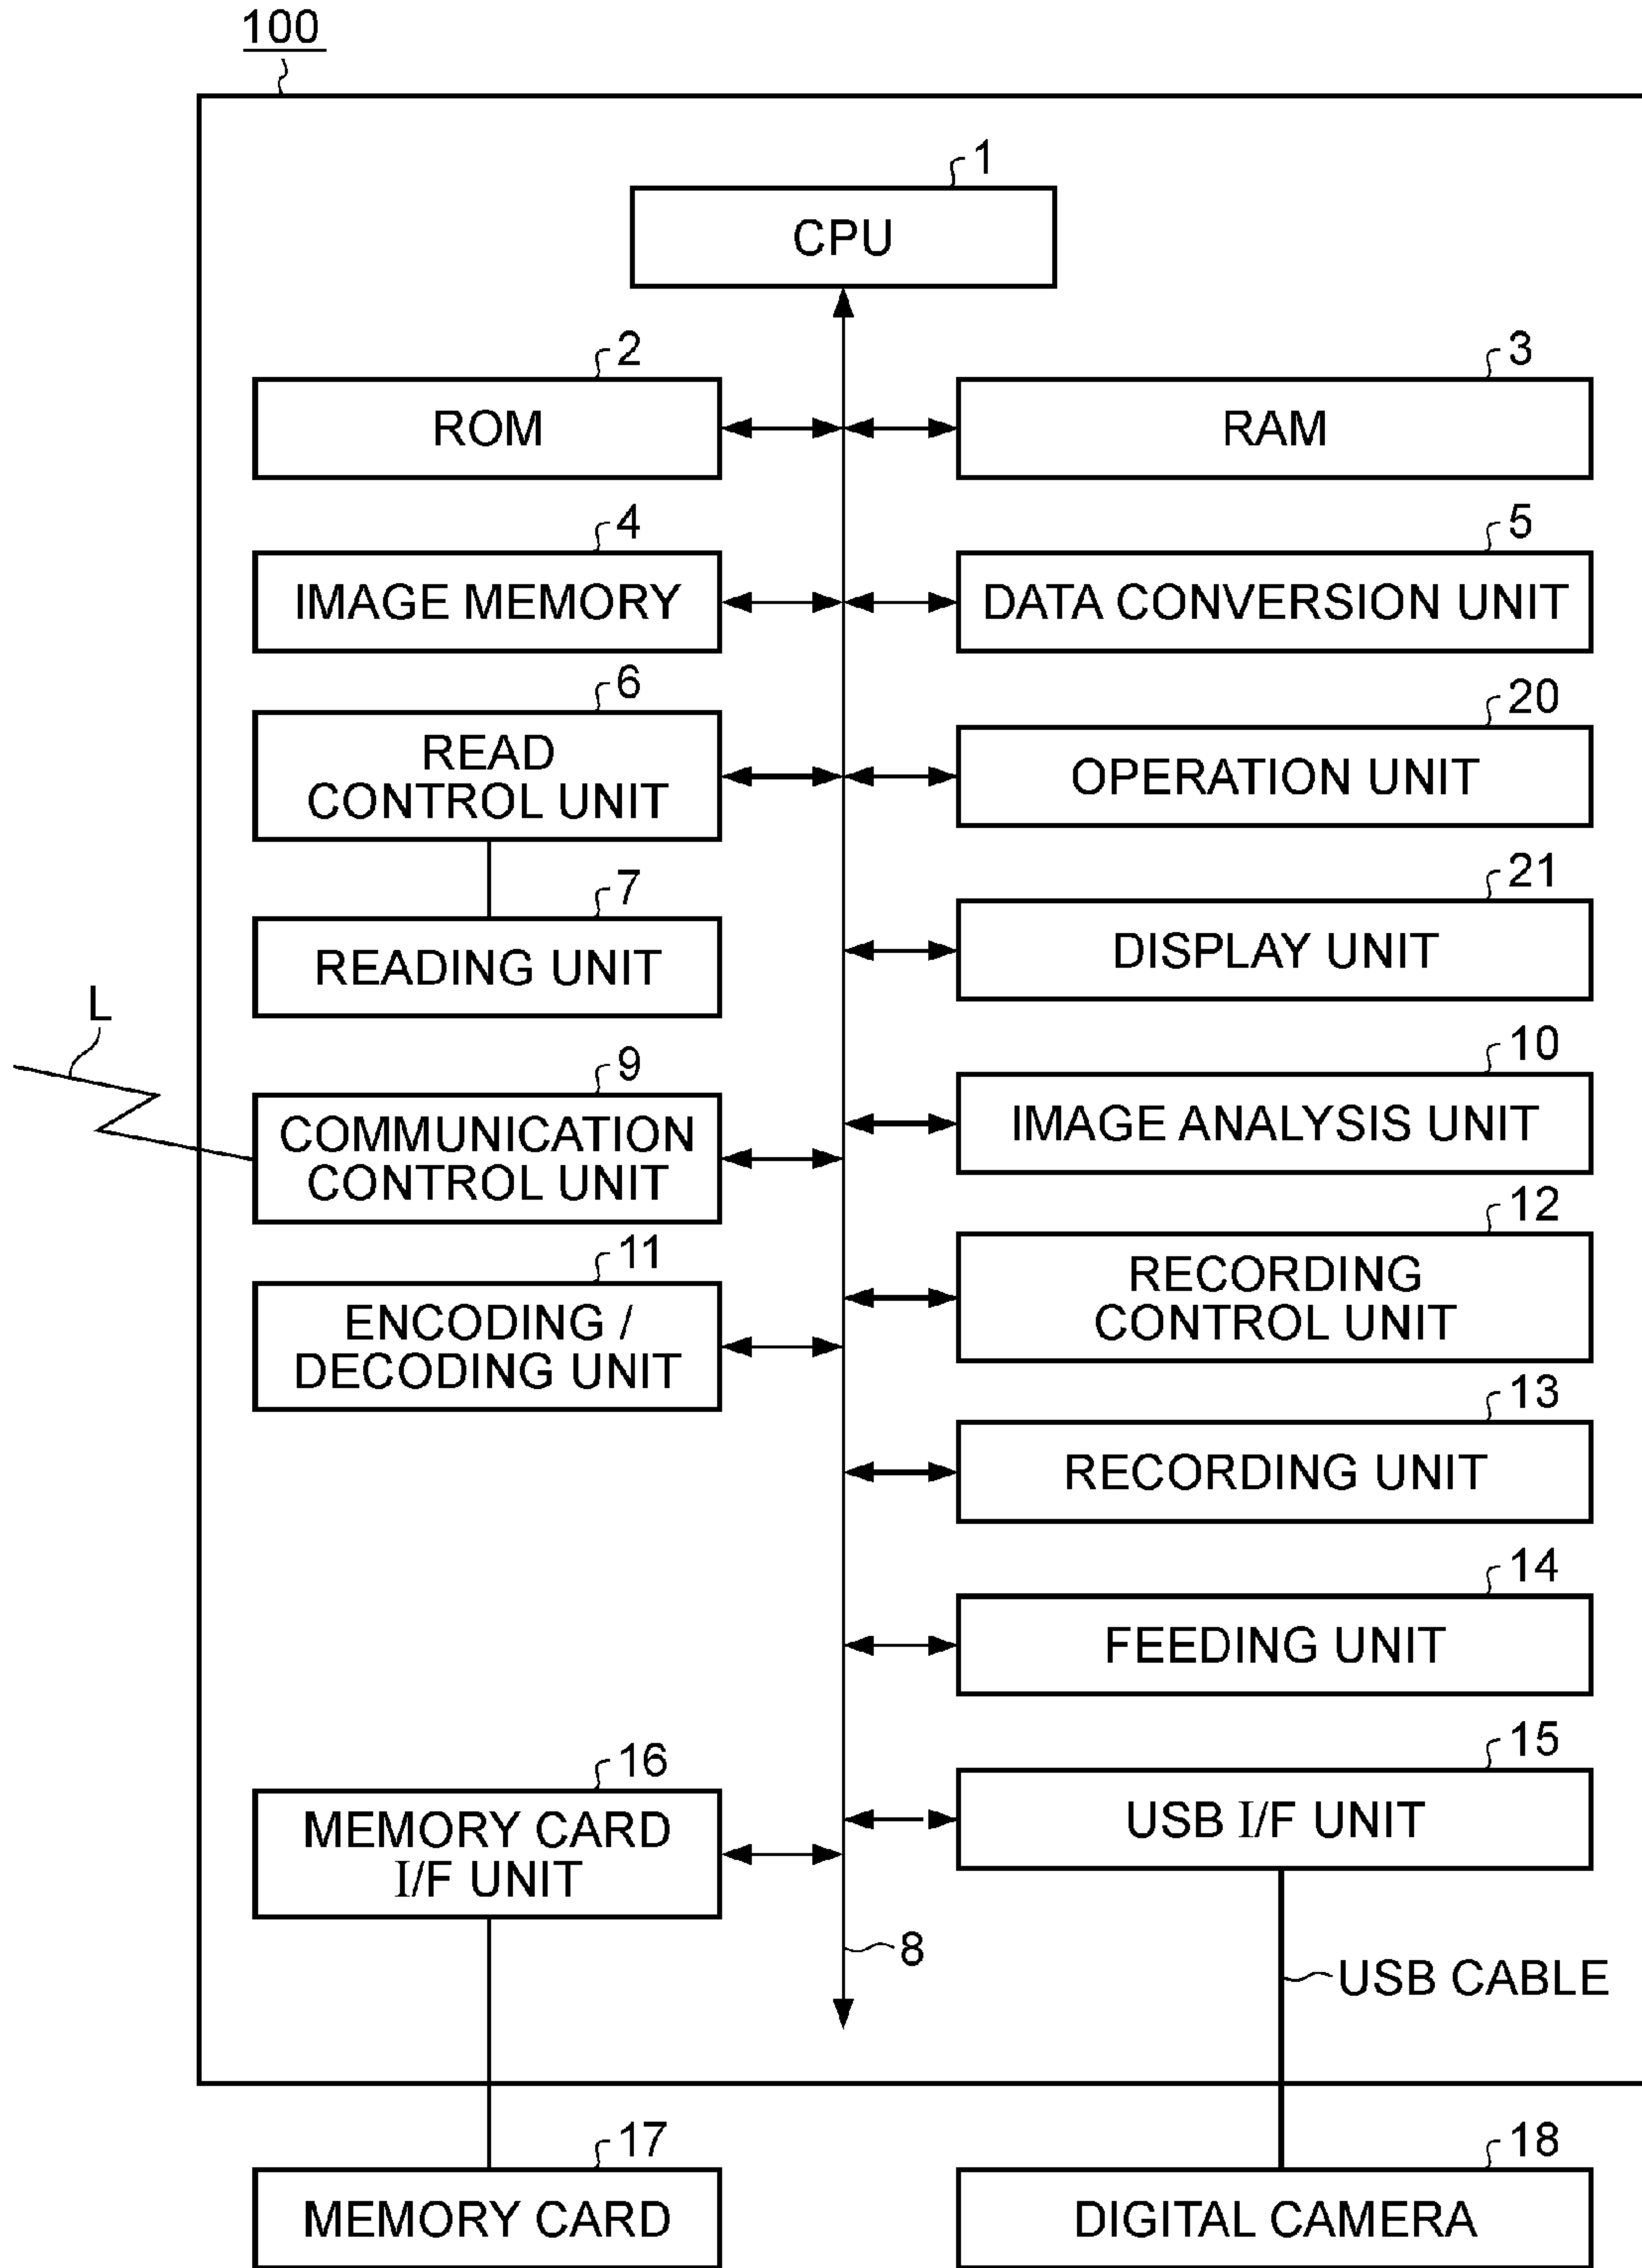 100
1
CPU
2
ROM
3
RAM
4
IMAGE MEMORY
5
DATA CONVERSION UNIT
6
READ
CONTROL UNIT
20
OPERATION UNIT
7
READING UNIT
21
DISPLAY UNIT
L
9
COMMUNICATION
CONTROL UNIT
10
IMAGE ANALYSIS UNIT
11
ENCODING /
DECODING UNIT
12
RECORDING
CONTROL UNIT
13
RECORDING UNIT
14
FEEDING UNIT
16
MEMORY CARD
I/F UNIT
15
USB I/F UNIT
8
USB CABLE
17
MEMORY CARD
18
DIGITAL CAMERA